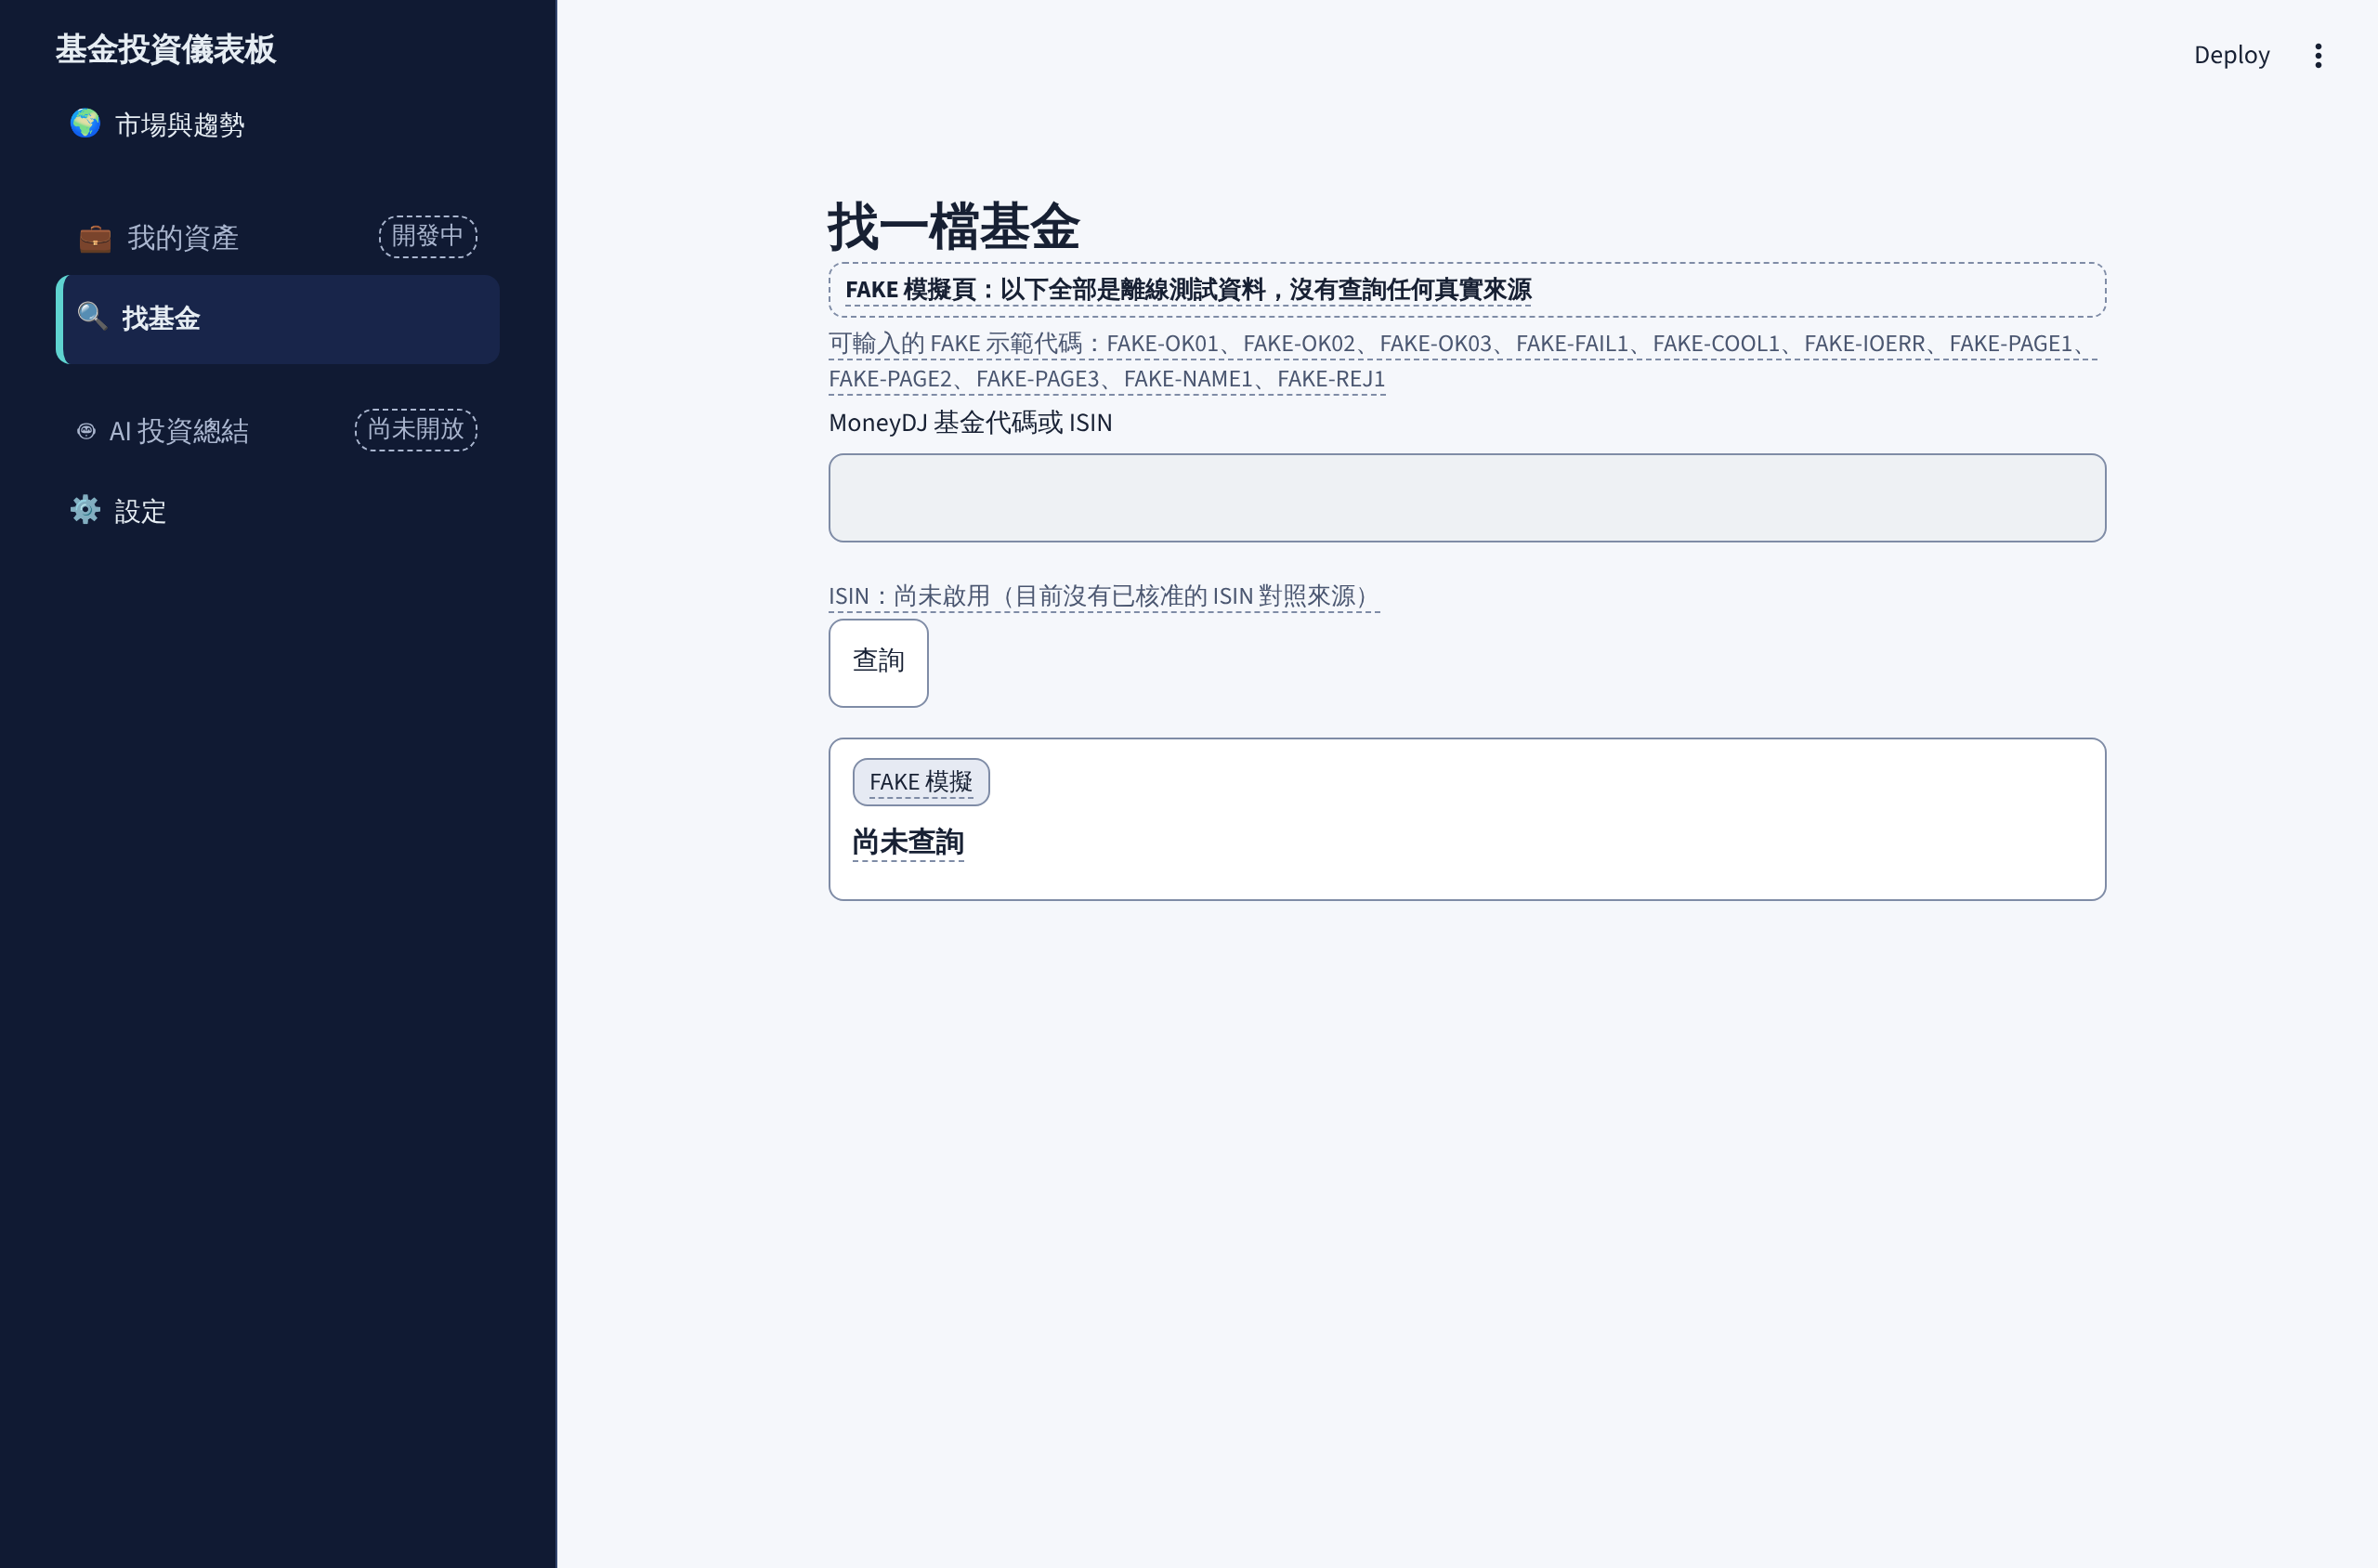 基金投資儀表板
市場與趨勢
我的資產 開發中
找基金
AI 投資總結 尚未開放
設定
Deploy
找一檔基金
FAKE 模擬頁：以下全部是離線測試資料，沒有查詢任何真實來源
可輸入的 FAKE 示範代碼：FAKE-OK01、FAKE-OK02、FAKE-OK03、FAKE-FAIL1、FAKE-COOL1、FAKE-IOERR、FAKE-PAGE1、
FAKE-PAGE2、FAKE-PAGE3、FAKE-NAME1、FAKE-REJ1
MoneyDJ 基金代碼或 ISIN
ISIN：尚未啟用（目前沒有已核准的 ISIN 對照來源）
查詢
FAKE 模擬
尚未查詢